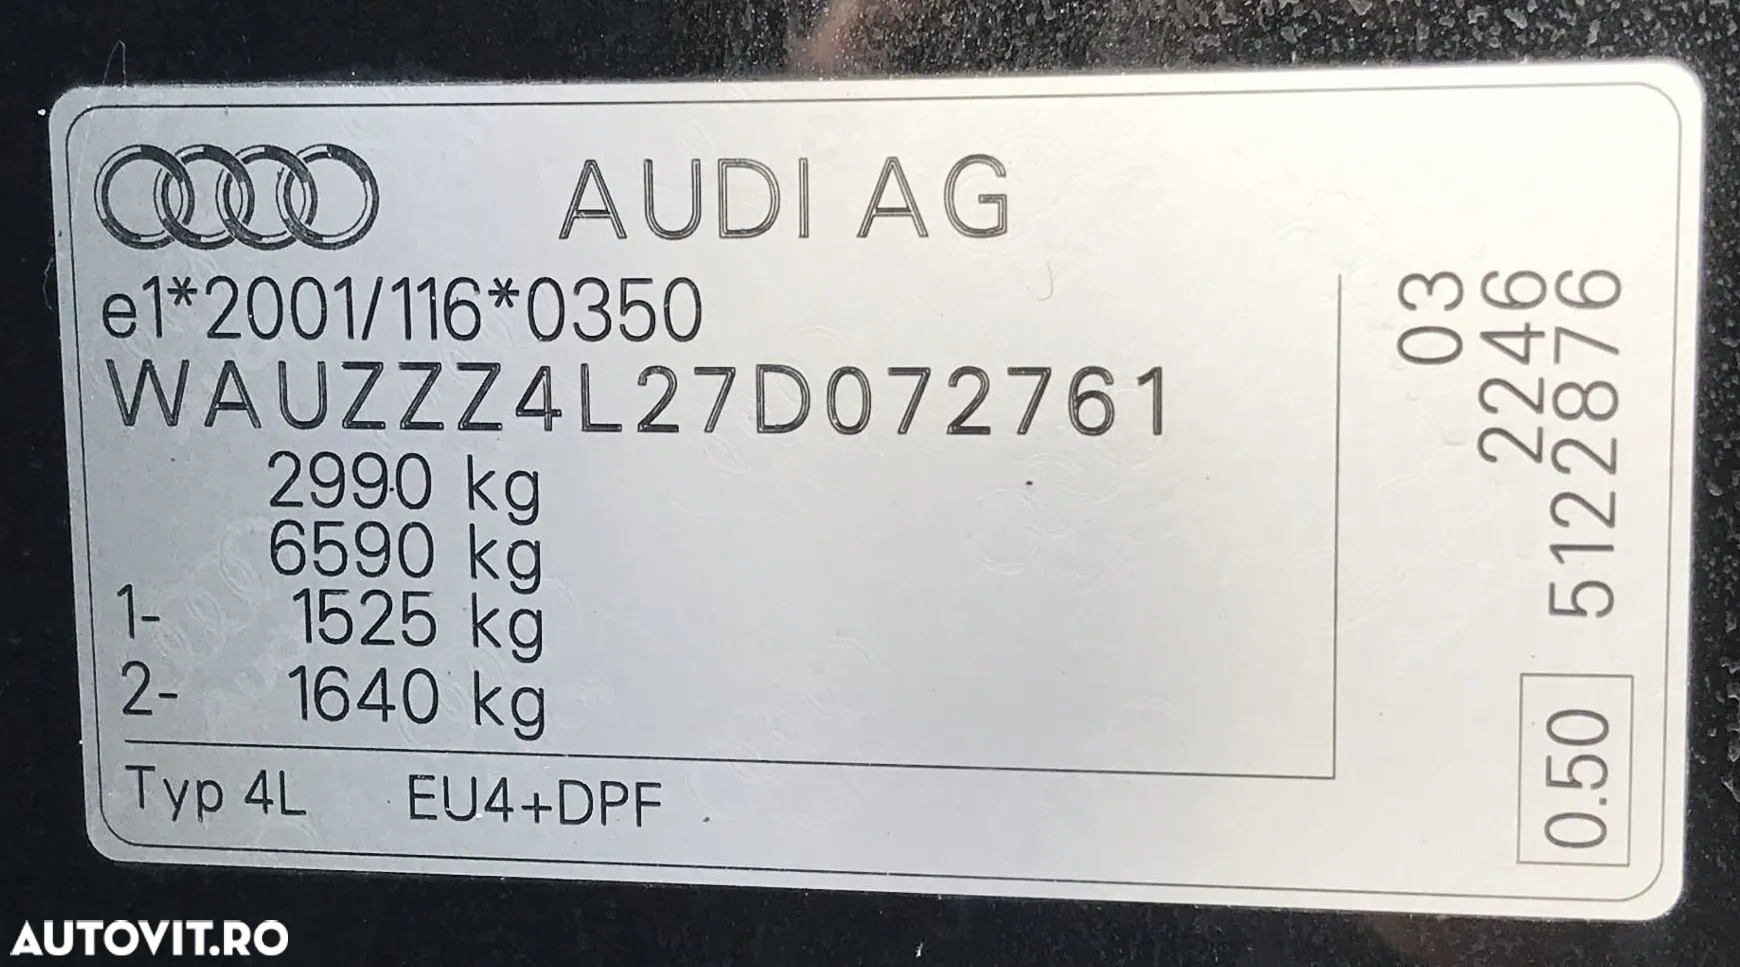 AUDI AG
e1*2001/116*0350
WAUZZZ4L27D072761
2990 kg
6590 kg
1- 1525 kg
2- 1640 kg
Typ 4L EU4+DPF
03
2246
5122876
0.50
AUTOVIT.RO